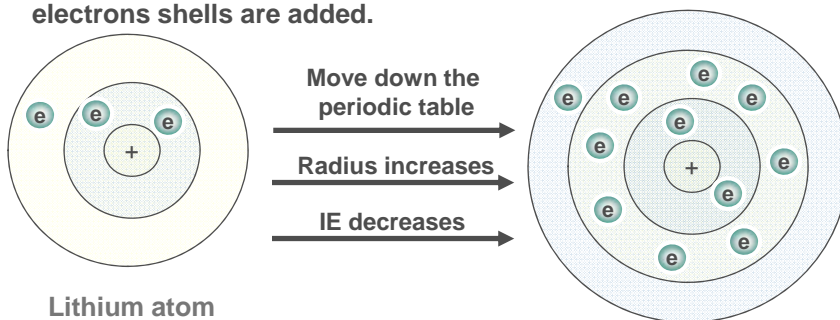 electrons shells are added.
e
e
e
+
Move down the
periodic table
Radius increases
IE decreases
e
e
e
e
e
e
e
+
e
e
e
e
Lithium atom